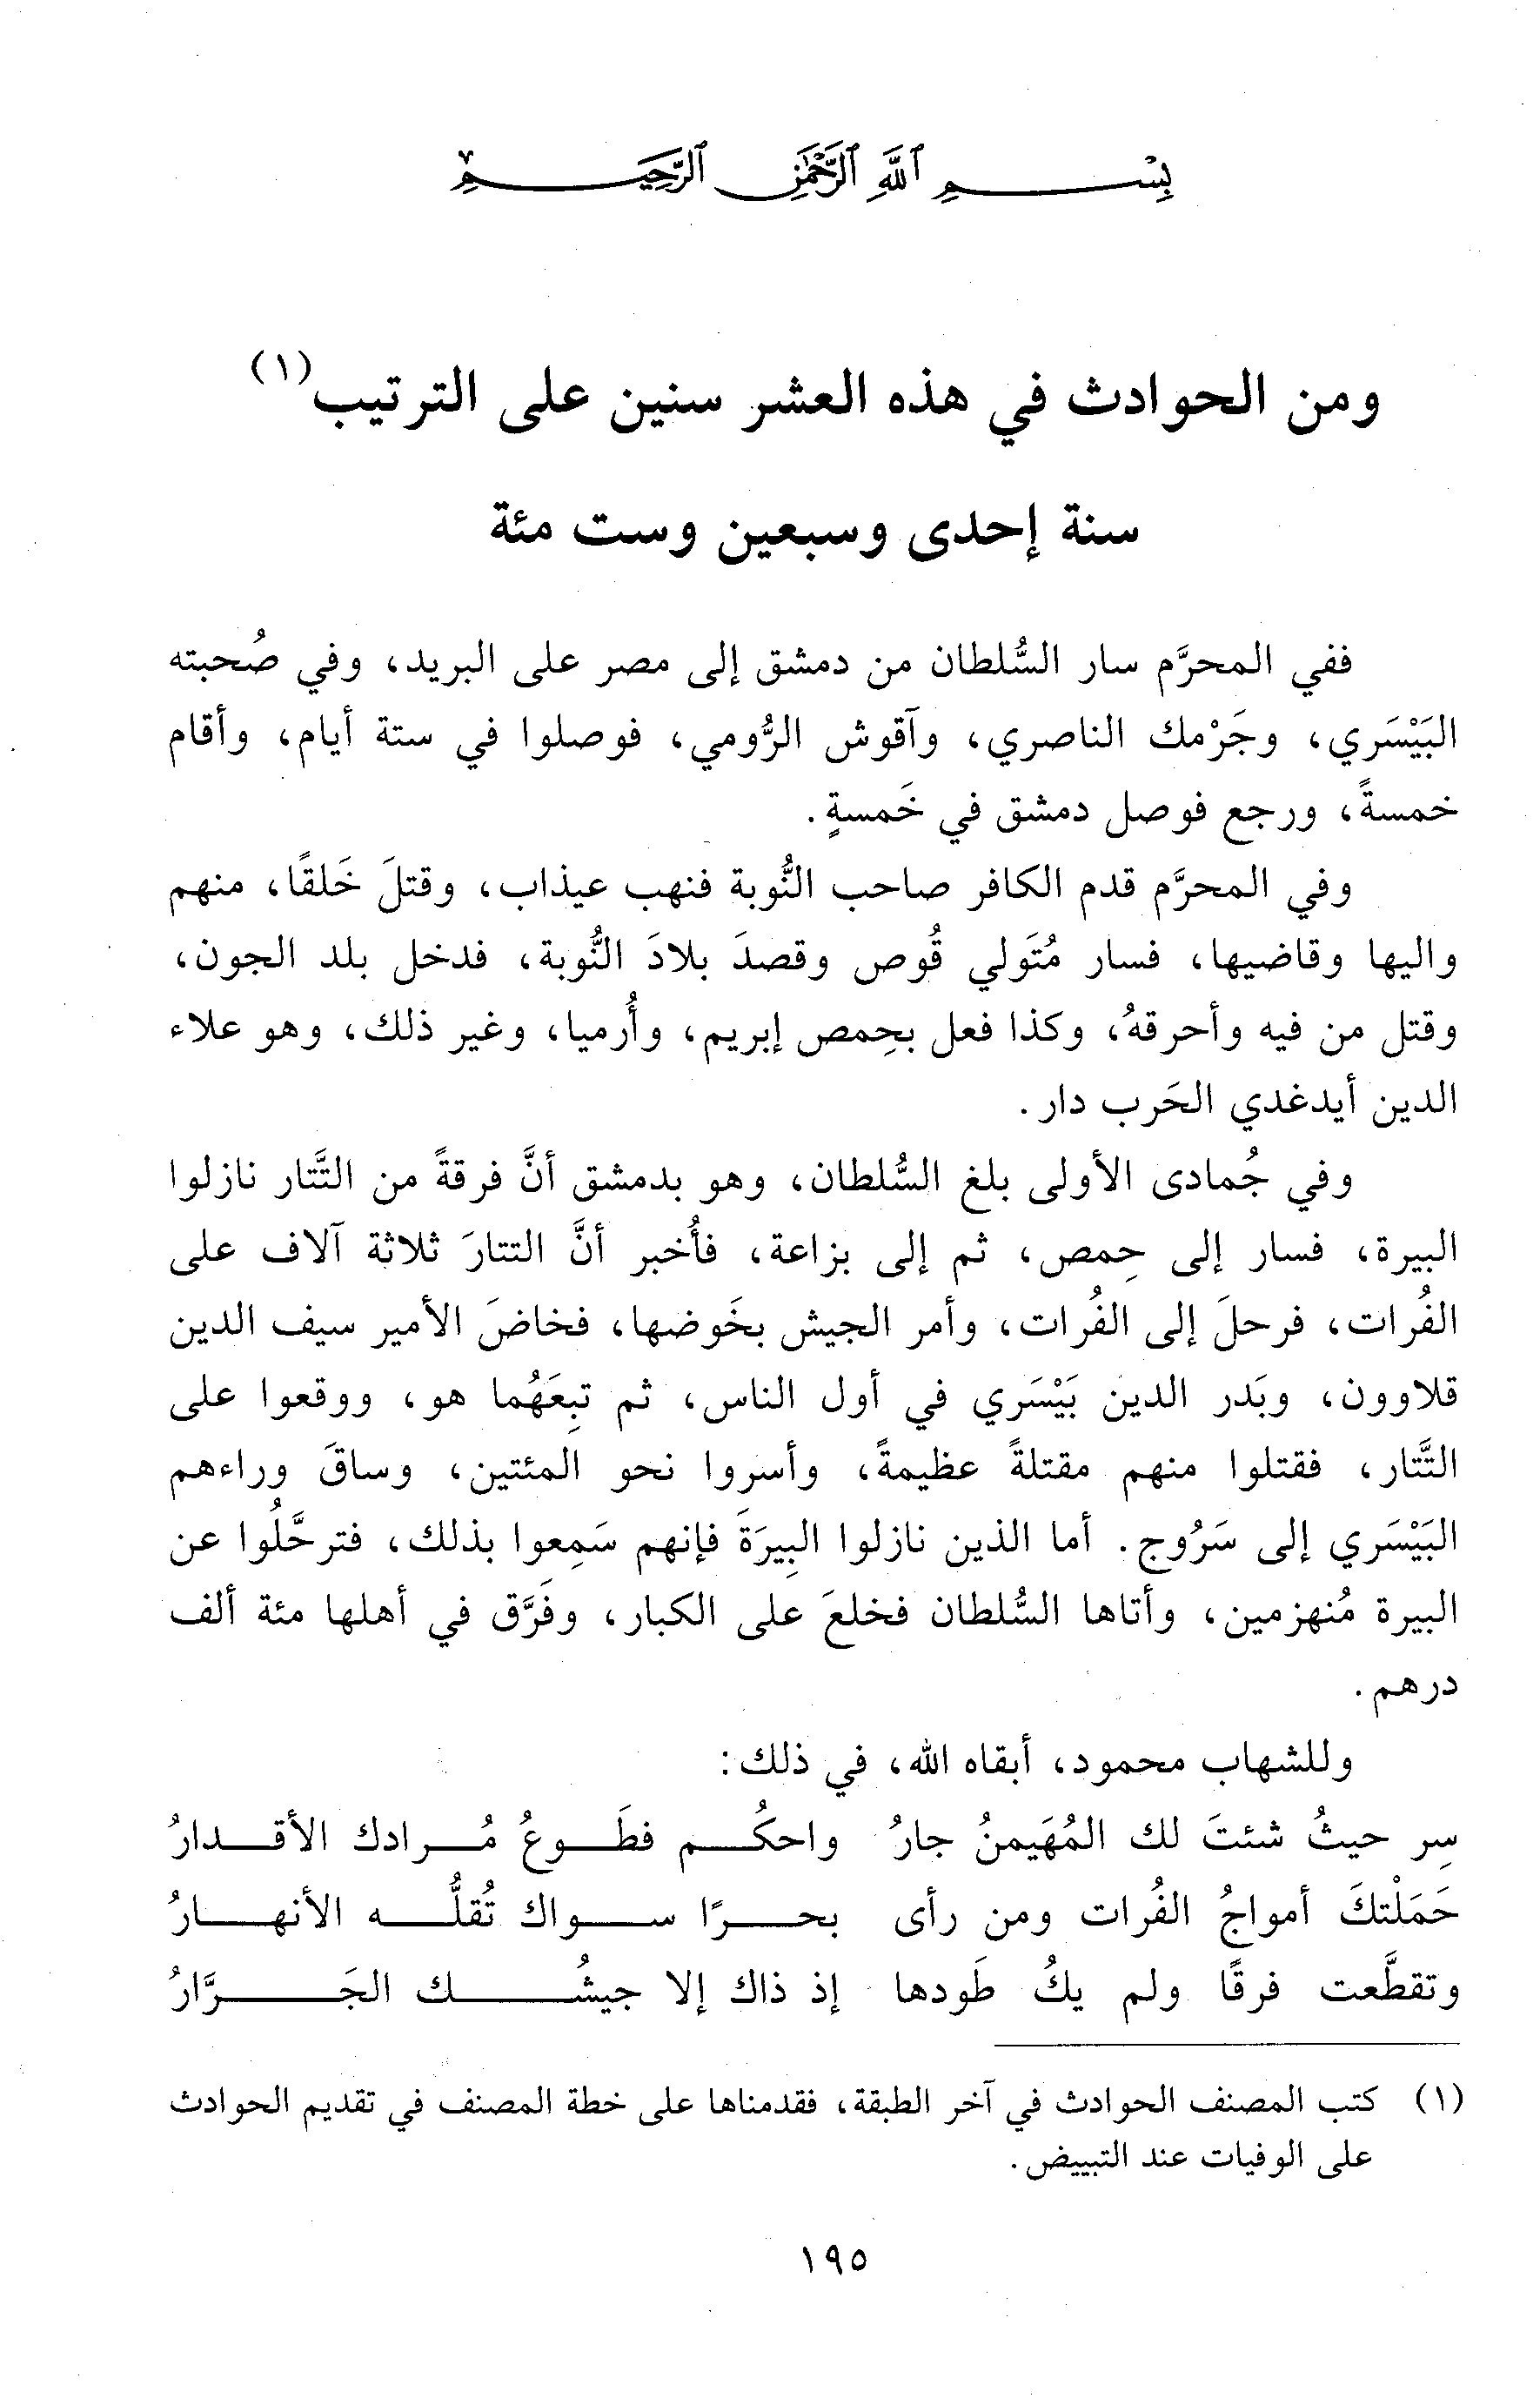 بِسْمِ ٱللَّهِ ٱلرَّحْمَٰنِ ٱلرَّحِيمِ
ومن الحوادث في هذه العشر سنين على الترتيب(١)
سنة إحدى وسبعين وست مئة
ففي المحرَّم سار السُّلطان من دمشق إلى مصر على البريد، وفي صُحبته
البَيْسَري، وجَرْمك الناصري، وآقوش الرُّومي، فوصلوا في ستة أيام، وأقام
خمسةً، ورجع فوصل دمشق في خَمسةٍ.
وفي المحرَّم قدم الكافر صاحب النُّوبة فنهب عيذاب، وقتلَ خَلقًا، منهم
واليها وقاضيها، فسار مُتَولي قُوص وقصدَ بلادَ النُّوبة، فدخل بلد الجون،
وقتل من فيه وأحرقهُ، وكذا فعل بحِمص إبريم، وأُرميا، وغير ذلك، وهو علاء
الدين أيدغدي الحَرب دار.
وفي جُمادى الأولى بلغ السُّلطان، وهو بدمشق أنَّ فرقةً من التَّتار نازلوا
البيرة، فسار إلى حِمص، ثم إلى بزاعة، فأُخبر أنَّ التتارَ ثلاثة آلاف على
الفُرات، فرحلَ إلى الفُرات، وأمر الجيش بخَوضها، فخاضَ الأمير سيف الدين
قلاوون، وبَدر الدين بَيْسَري في أول الناس، ثم تبِعَهُما هو، ووقعوا على
التَّتار، فقتلوا منهم مقتلةً عظيمةً، وأسروا نحو المئتين، وساقَ وراءهم
البَيْسَري إلى سَرُوج. أما الذين نازلوا البِيرَةَ فإنهم سَمِعوا بذلك، فترحَّلُوا عن
البيرة مُنهزمين، وأتاها السُّلطان فخلعَ على الكبار، وفَرَّق في أهلها مئة ألف
درهم.
وللشهاب محمود، أبقاه الله، في ذلك:
سِر حيثُ شئتَ لك المُهَيمنُ جارُ واحكُم فطَوعُ مُرادك الأقدارُ
حَمَلْتكَ أمواجُ الفُرات ومن رأى بحرًا سواك تُقلُّه الأنهارُ
وتقطَّعت فرقًا ولم يكُ طَودها إذ ذاك إلا جيشُك الجَرَّارُ
(١) كتب المصنف الحوادث في آخر الطبقة، فقدمناها على خطة المصنف في تقديم الحوادث
على الوفيات عند التبييض.
١٩٥